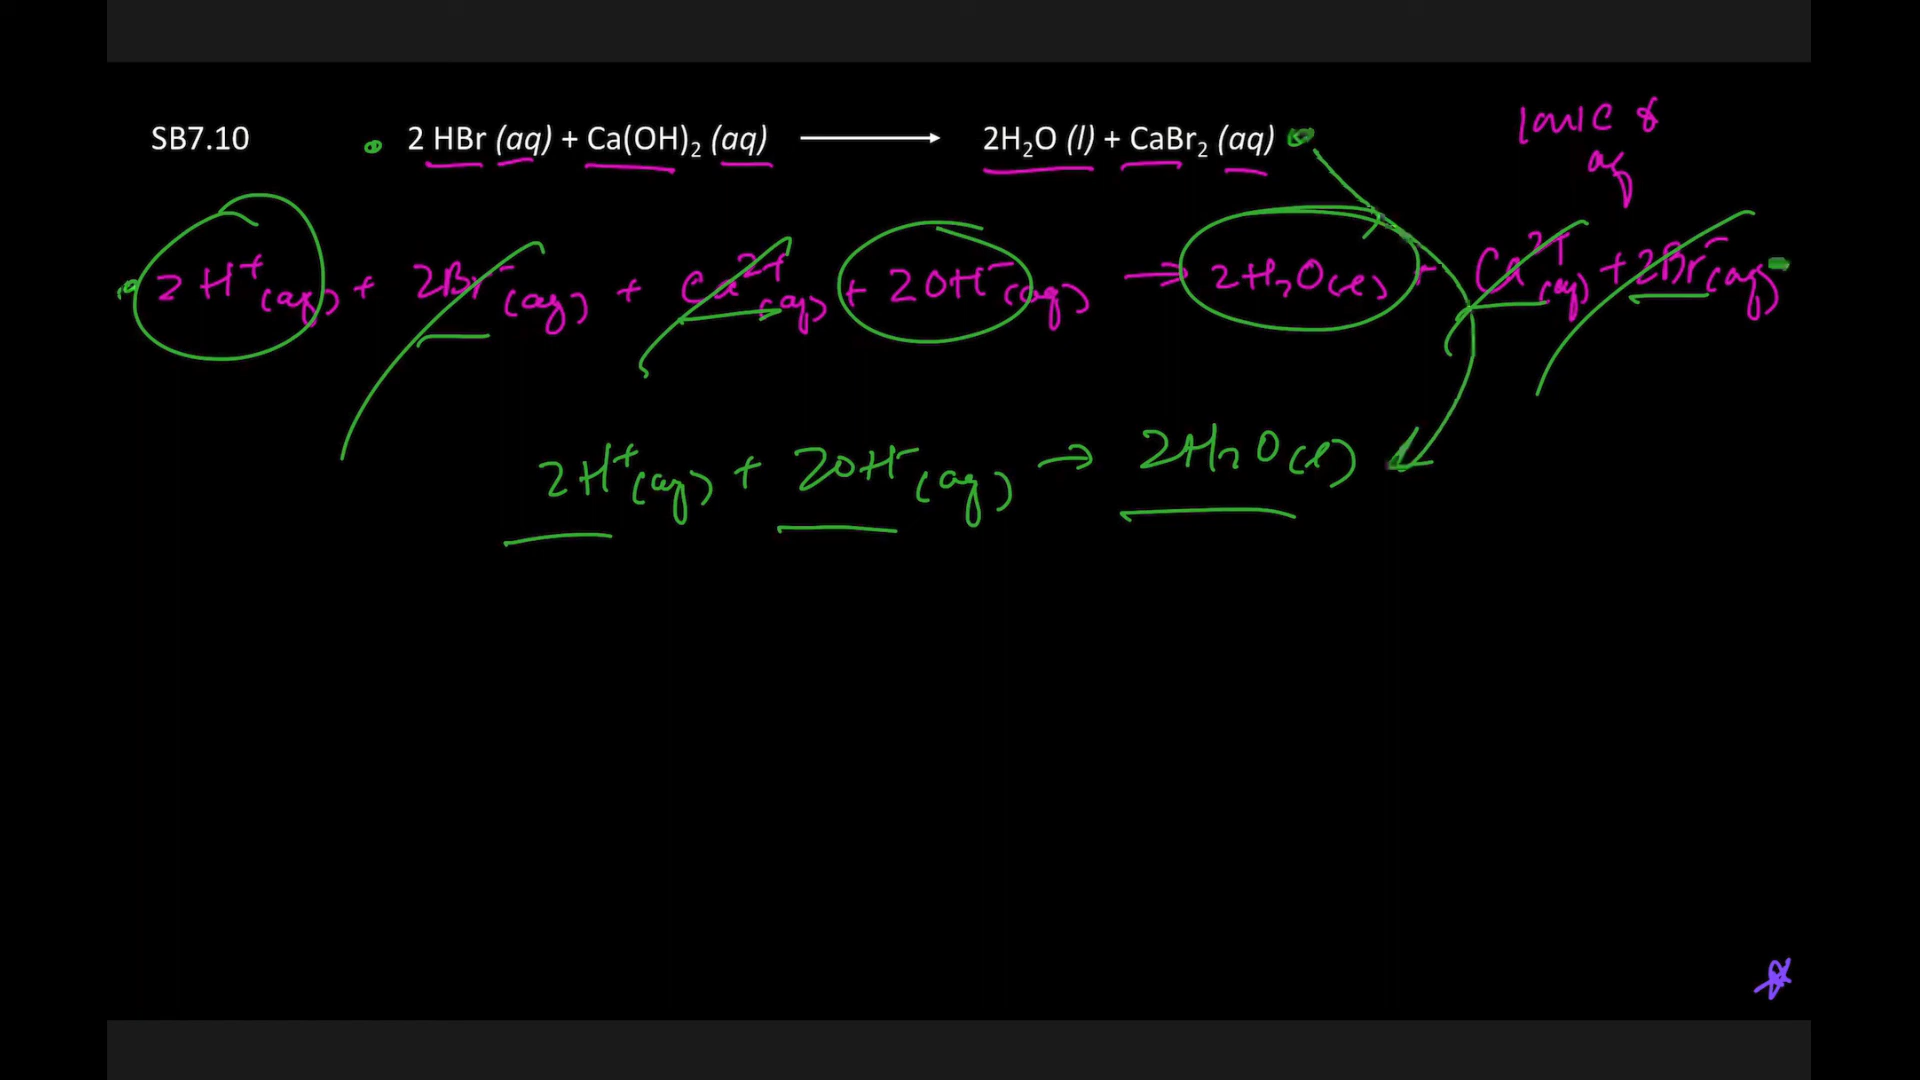 SB7.10 2 HBr (aq) + Ca(OH)₂ (aq) ⟶ 2H₂O (l) + CaBr₂ (aq)
Ionic &
aq
2H⁺(aq) + 2Br⁻(aq) + Ca²⁺(aq) + 2OH⁻(aq) → 2H₂O(l) + Ca²⁺(aq) + 2Br⁻(aq)
2H⁺(aq) + 2OH⁻(aq) → 2H₂O(l)